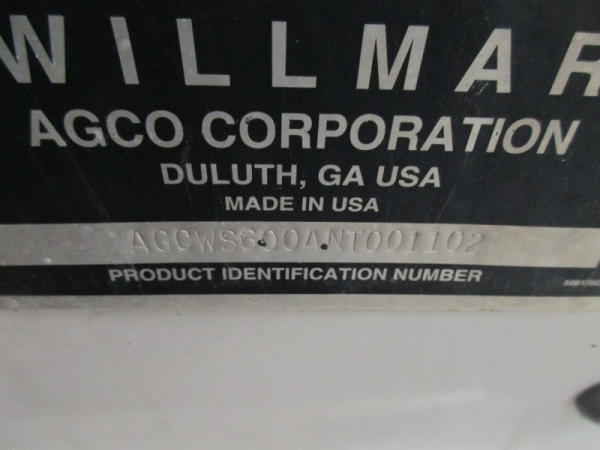 WILLMAR
AGCO CORPORATION
DULUTH, GA USA
MADE IN USA
AGCWS600ANT001102
PRODUCT IDENTIFICATION NUMBER